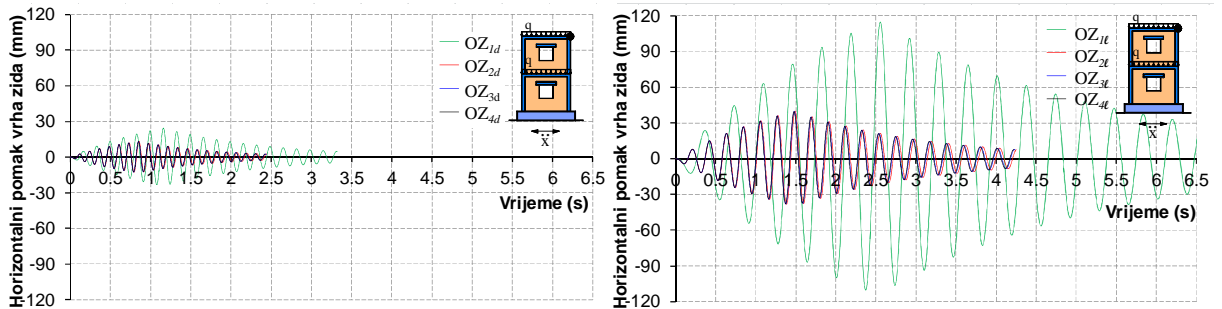 Horizontalni pomak vrha zida (mm)
120
90
60
30
0
-30
-60
-90
-120
0 0.5 1 1.5 2 2.5 3 3.5 4 4.5 5 5.5 6 6.5
Vrijeme (s)
OZ1d
OZ2d
OZ3d
OZ4d
q
q
ẍ
Horizontalni pomak vrha zida (mm)
120
90
60
30
0
-30
-60
-90
-120
0 0.5 1 1.5 2 2.5 3 3.5 4 4.5 5 5.5 6 6.5
Vrijeme (s)
OZ1ℓ
OZ2ℓ
OZ3ℓ
OZ4ℓ
q
q
ẍ